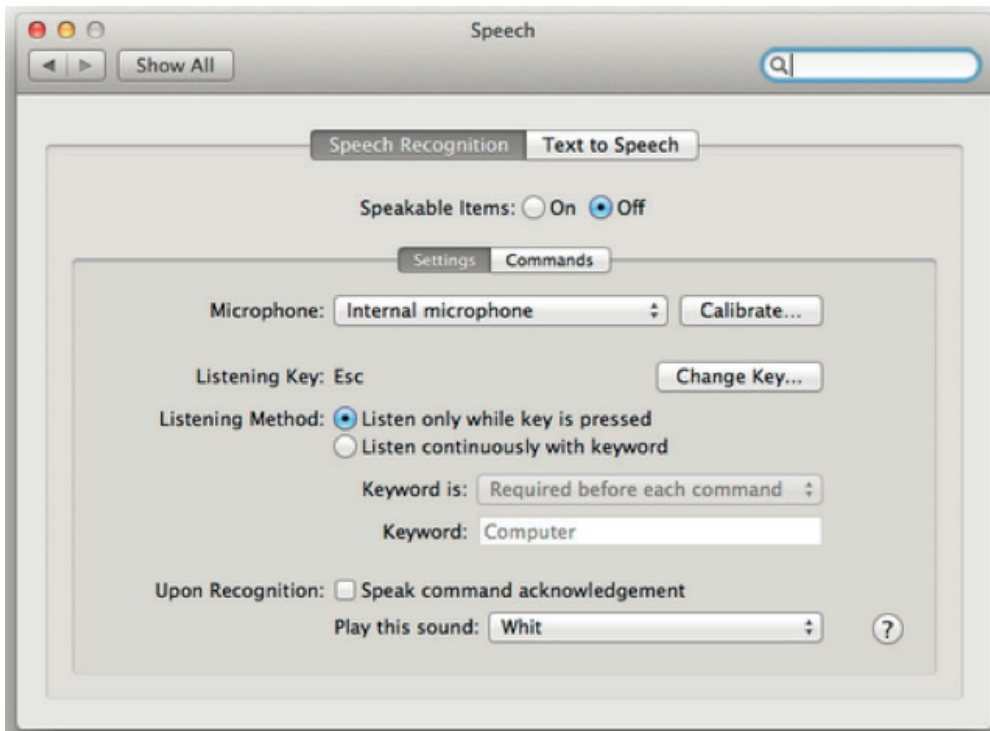 Speech
Show All
Speech Recognition Text to Speech
Speakable Items: On Off
Settings Commands
Microphone: Internal microphone Calibrate...
Listening Key: Esc Change Key...
Listening Method: Listen only while key is pressed
Listen continuously with keyword
Keyword is: Required before each command
Keyword: Computer
Upon Recognition: Speak command acknowledgement
Play this sound: Whit ?